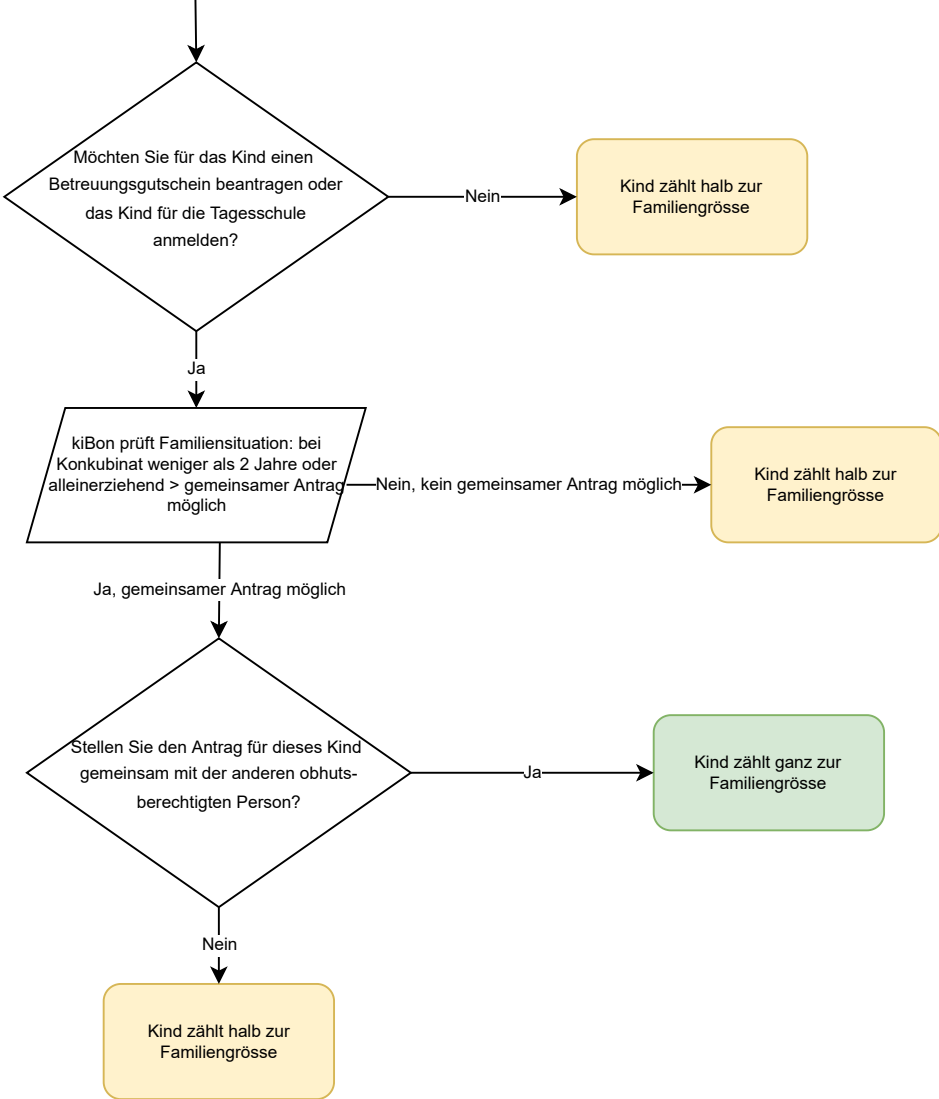 Möchten Sie für das Kind einen
Betreuungsgutschein beantragen oder
das Kind für die Tagesschule
anmelden?
Nein
Kind zählt halb zur
Familiengrösse
Ja
kiBon prüft Familiensituation: bei
Konkubinat weniger als 2 Jahre oder
alleinerziehend > gemeinsamer Antrag
möglich
Nein, kein gemeinsamer Antrag möglich
Kind zählt halb zur
Familiengrösse
Ja, gemeinsamer Antrag möglich
Stellen Sie den Antrag für dieses Kind
gemeinsam mit der anderen obhuts-
berechtigten Person?
Ja
Kind zählt ganz zur
Familiengrösse
Nein
Kind zählt halb zur
Familiengrösse